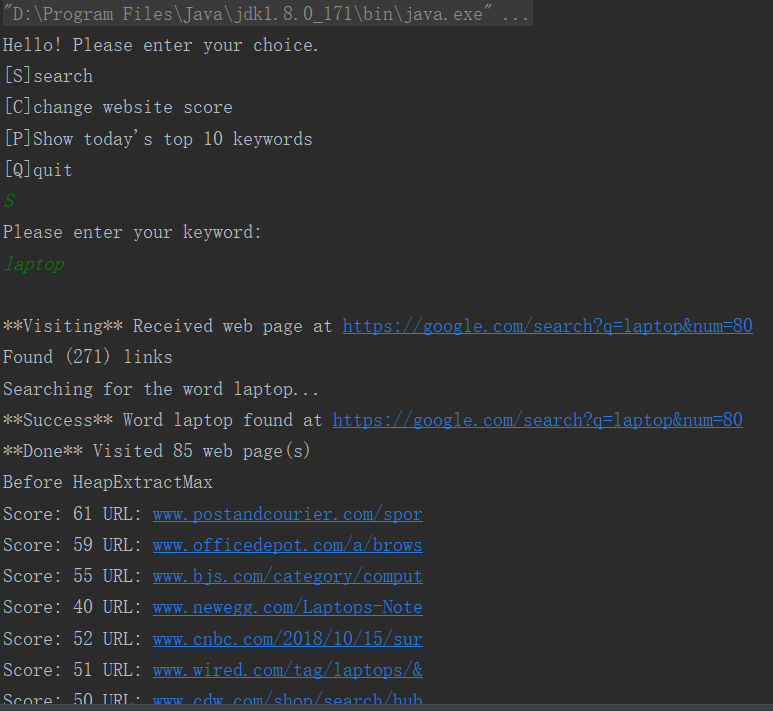 "D:\Program Files\Java\jdk1.8.0_171\bin\java.exe" ...
Hello! Please enter your choice.
[S]search
[C]change website score
[P]Show today's top 10 keywords
[Q]quit
S
Please enter your keyword:
laptop
**Visiting** Received web page at https://google.com/search?q=laptop&num=80
Found (271) links
Searching for the word laptop...
**Success** Word laptop found at https://google.com/search?q=laptop&num=80
**Done** Visited 85 web page(s)
Before HeapExtractMax
Score: 61 URL: www.postandcourier.com/spor
Score: 59 URL: www.officedepot.com/a/brows
Score: 55 URL: www.bjs.com/category/comput
Score: 40 URL: www.newegg.com/Laptops-Note
Score: 52 URL: www.cnbc.com/2018/10/15/sur
Score: 51 URL: www.wired.com/tag/laptops/&
Score: 50 URL: www.cdw.com/shop/search/hub